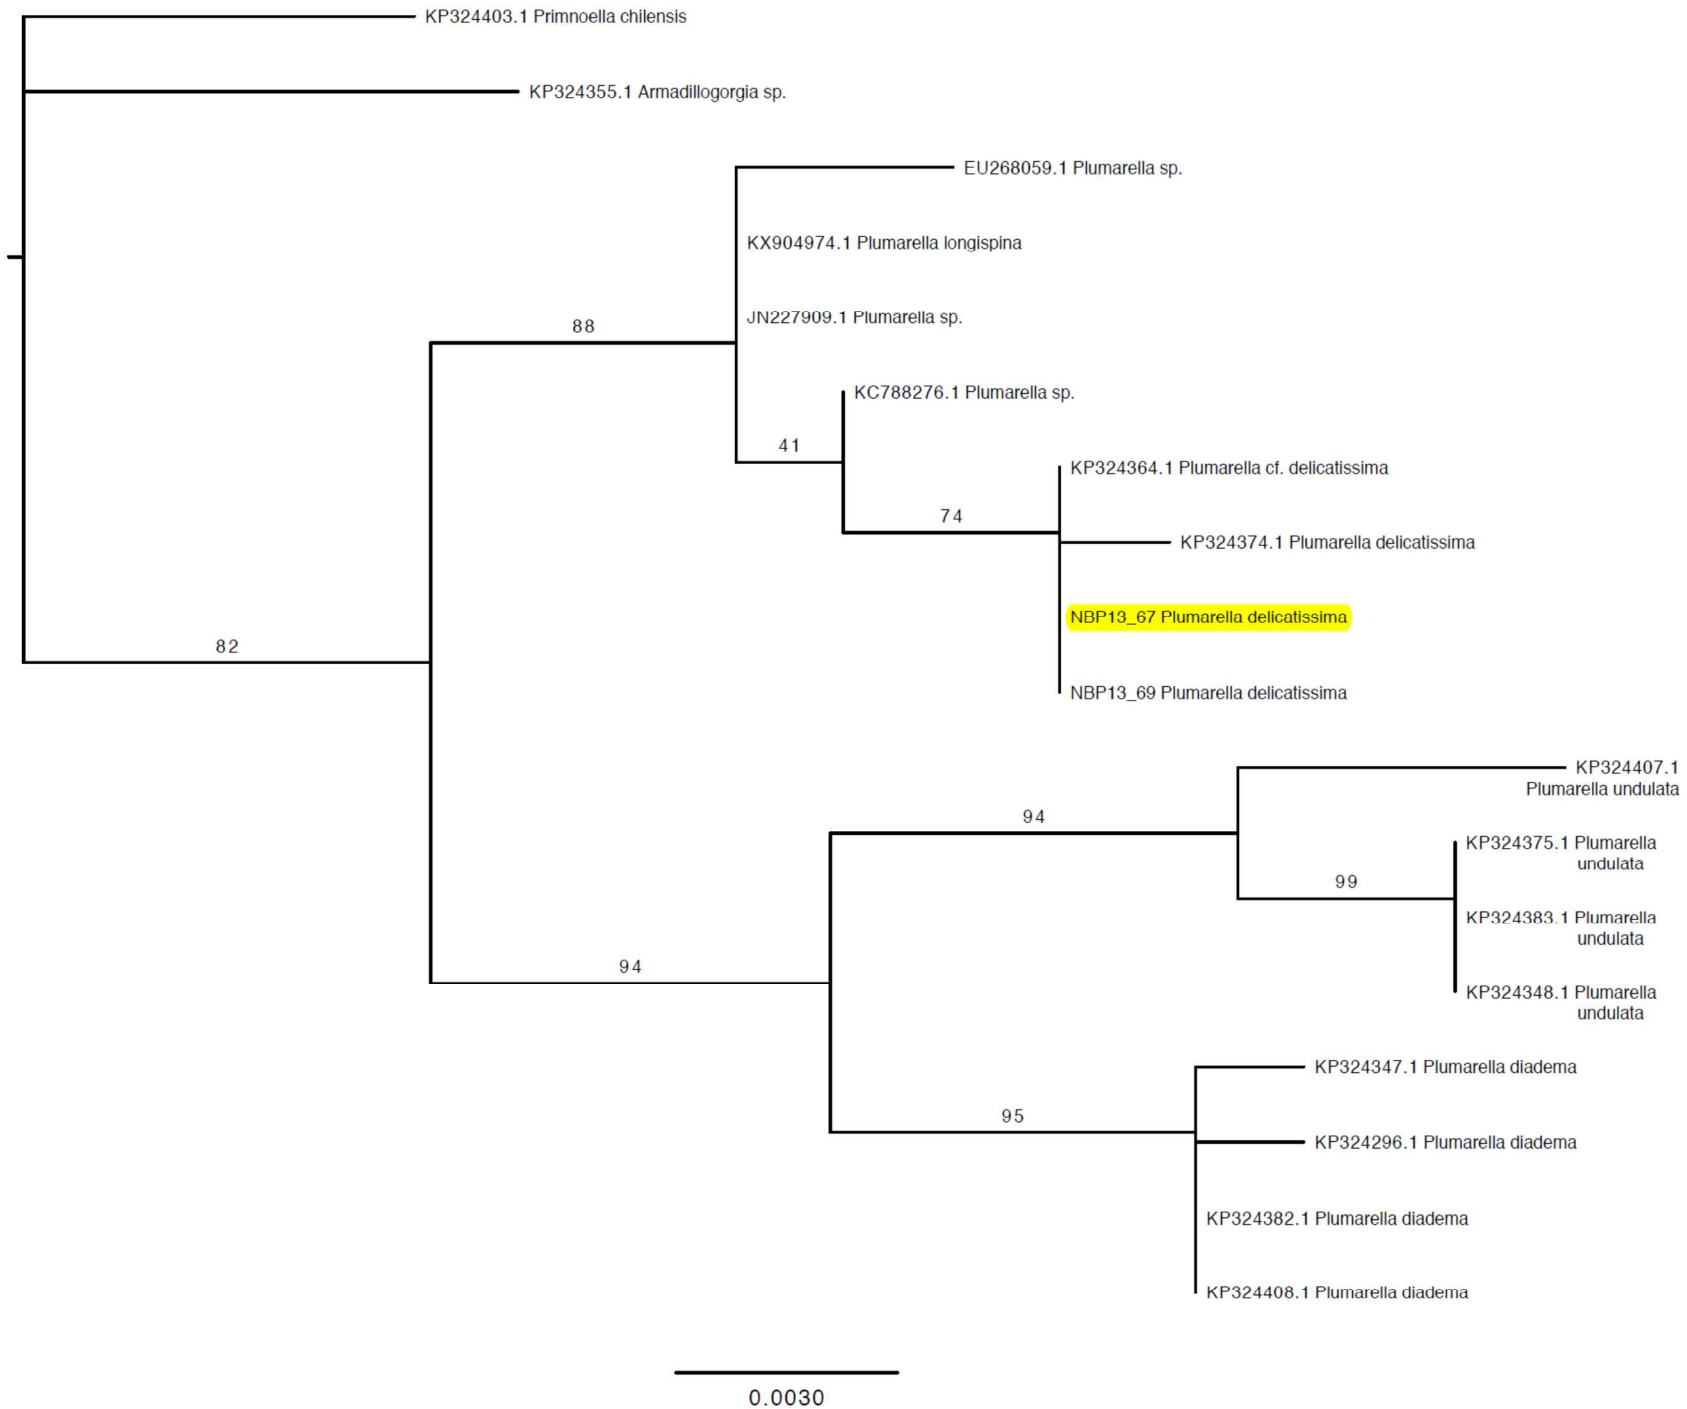 KP324403.1 Primnoella chilensis
KP324355.1 Armadillogorgia sp.
EU268059.1 Plumarella sp.
KX904974.1 Plumarella longispina
JN227909.1 Plumarella sp.
88
KC788276.1 Plumarella sp.
41
KP324364.1 Plumarella cf. delicatissima
74
KP324374.1 Plumarella delicatissima
NBP13_67 Plumarella delicatissima
82
NBP13_69 Plumarella delicatissima
KP324407.1
Plumarella undulata
94
KP324375.1 Plumarella
undulata
99
KP324383.1 Plumarella
undulata
94
KP324348.1 Plumarella
undulata
KP324347.1 Plumarella diadema
95
KP324296.1 Plumarella diadema
KP324382.1 Plumarella diadema
KP324408.1 Plumarella diadema
0.0030